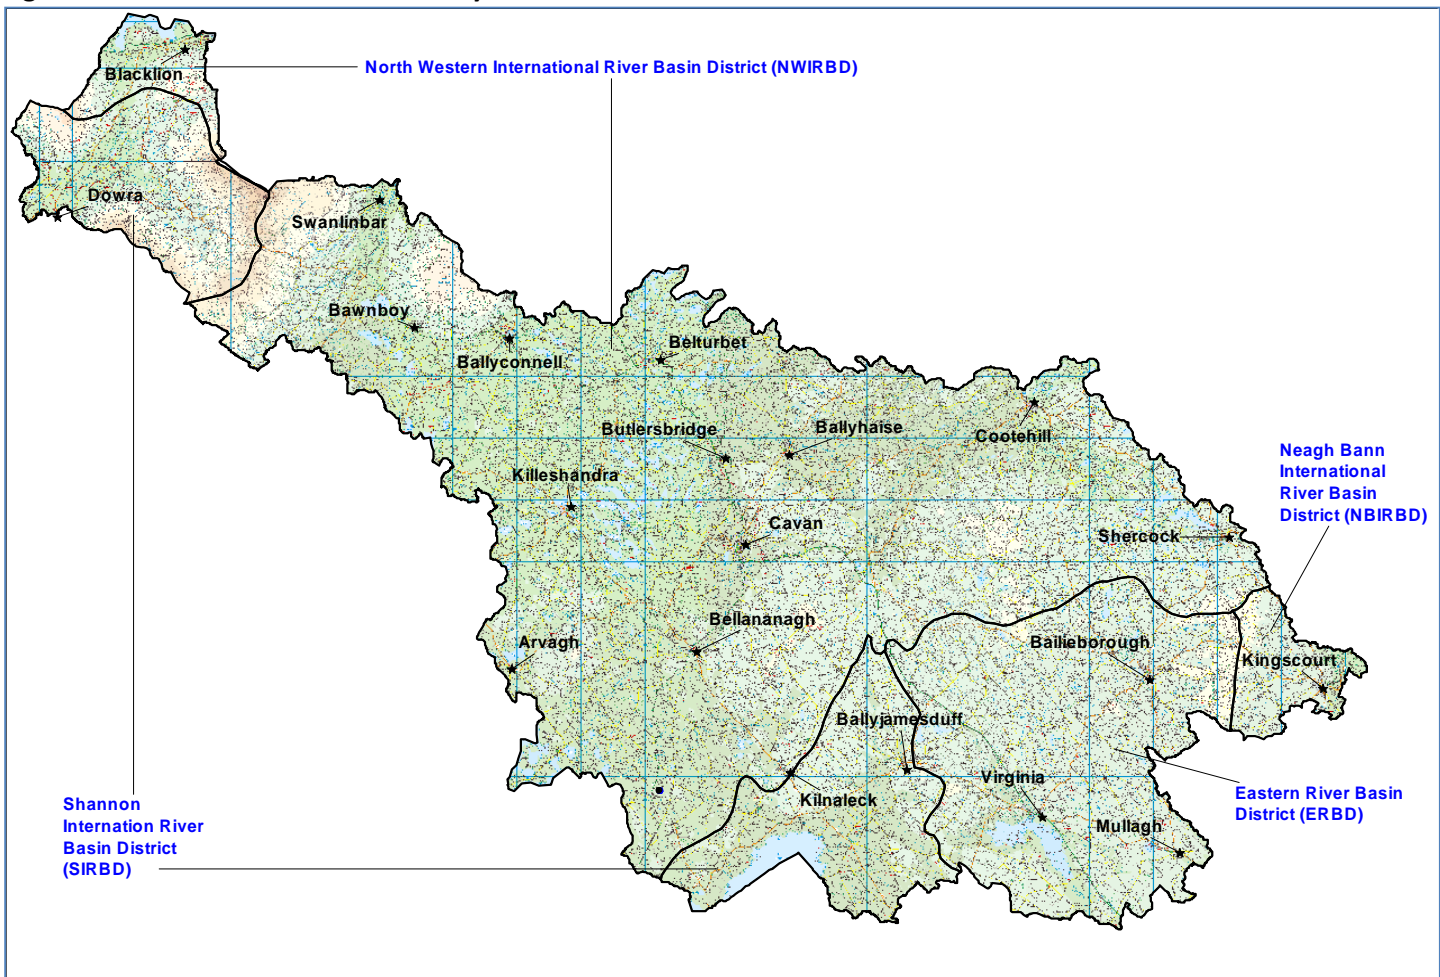 Blacklion
North Western International River Basin District (NWIRBD)
Dowra
Swanlinbar
Bawnboy
Ballyconnell
Belturbet
Butlersbridge
Ballyhaise
Cootehill
Neagh Bann
International
River Basin
District (NBIRBD)
Killeshandra
Cavan
Shercock
Bellananagh
Arvagh
Bailieborough
Kingscourt
Ballyjamesduff
Virginia
Kilnaleck
Mullagh
Shannon
Internation River
Basin District
(SIRBD)
Eastern River Basin
District (ERBD)